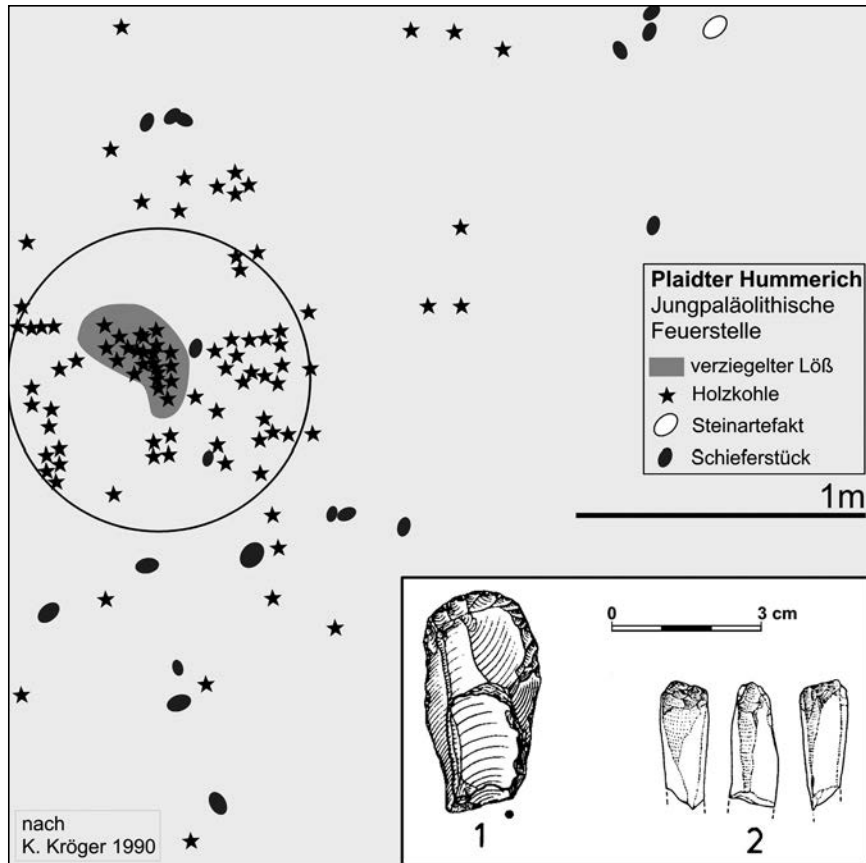 Plaidter Hummerich
Jungpaläolithische
Feuerstelle
verziegelter Löß
Holzkohle
Steinartefakt
Schieferstück
1m
0 3 cm
1 2
nach
K. Kröger 1990